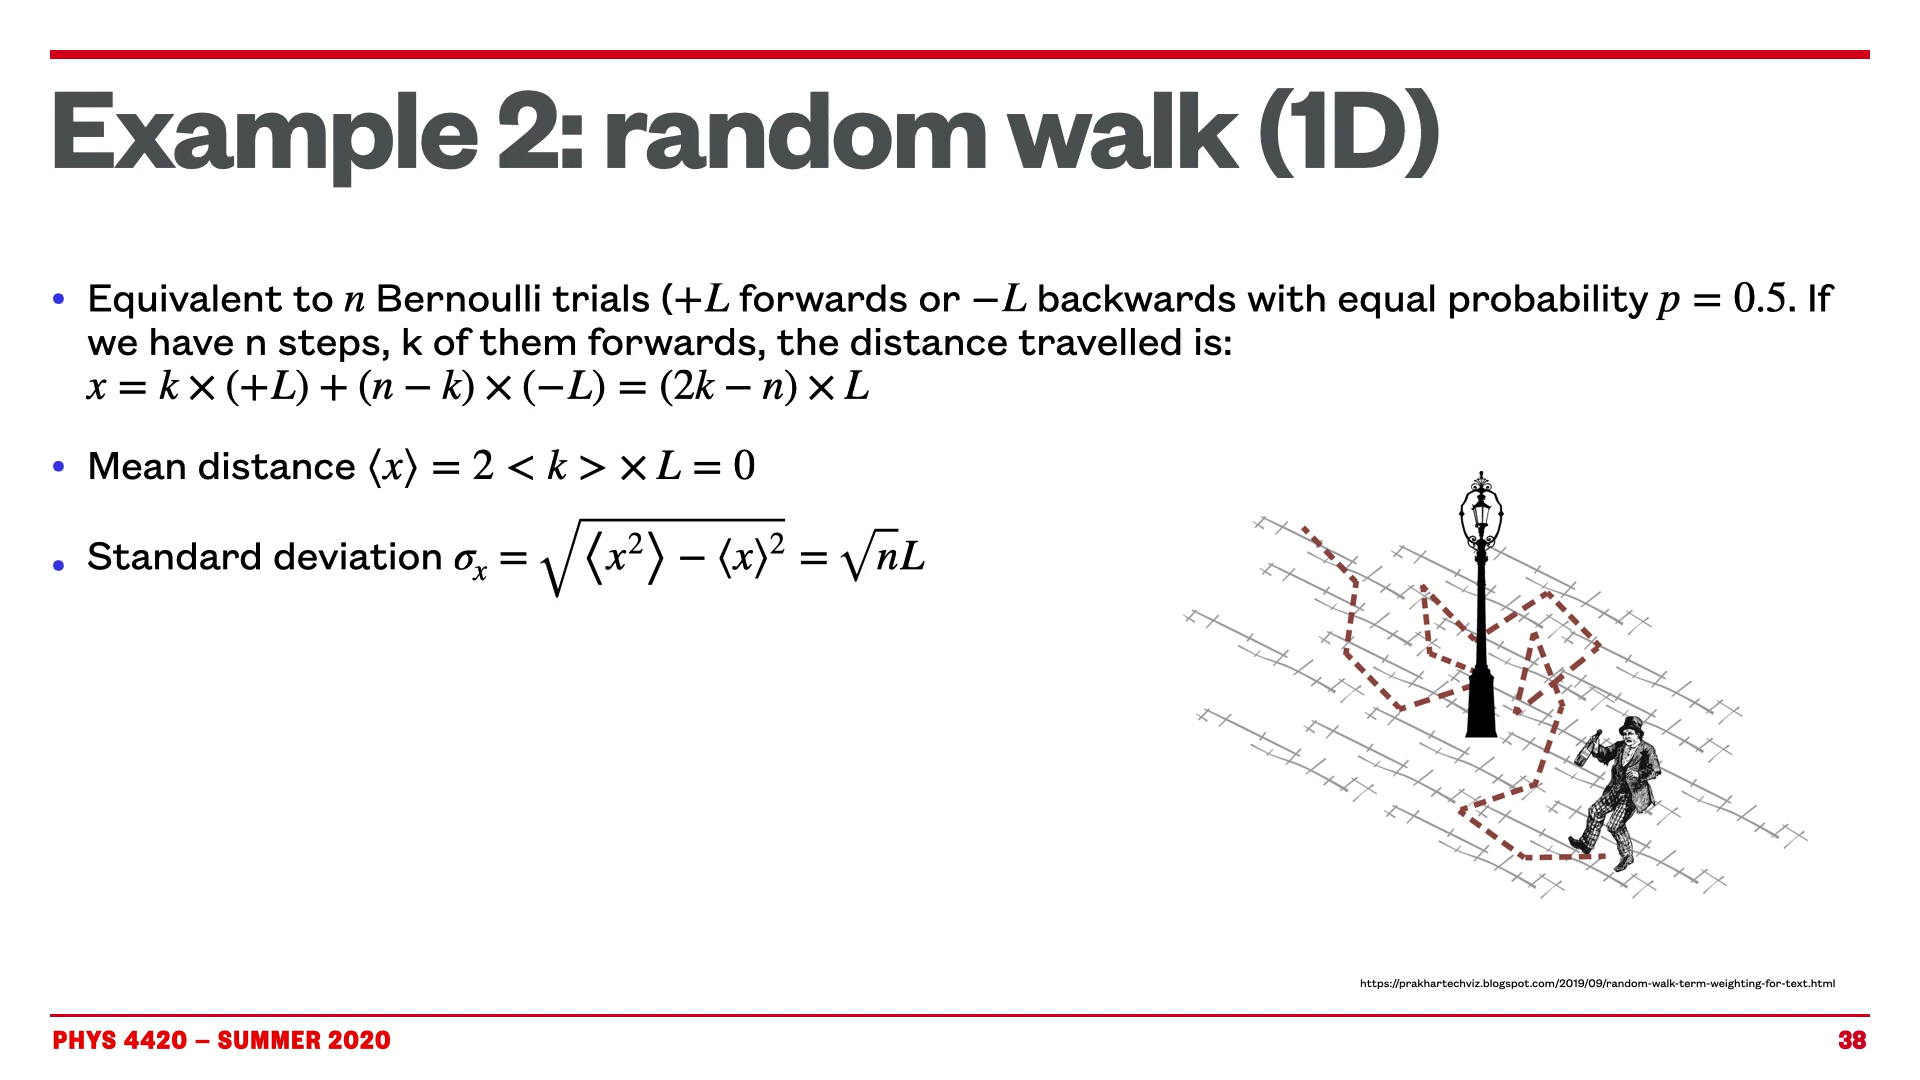 Example 2: random walk (1D)
• Equivalent to n Bernoulli trials (+L forwards or −L backwards with equal probability p = 0.5. If
we have n steps, k of them forwards, the distance travelled is:
x = k × (+L) + (n − k) × (−L) = (2k − n) × L
• Mean distance ⟨x⟩ = 2 < k > × L = 0
• Standard deviation σₓ = √(⟨x²⟩ − ⟨x⟩²) = √n L
https://prakhartechviz.blogspot.com/2019/09/random-walk-term-weighting-for-text.html
PHYS 4420 – SUMMER 2020
38